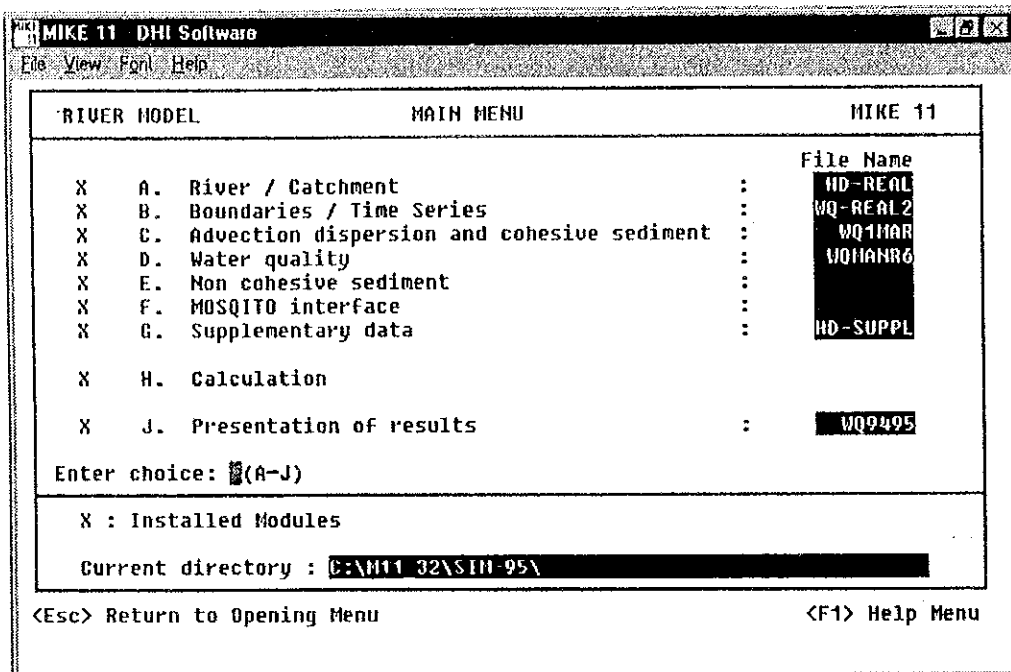 MIKE 11 DHI Software
File View Font Help
RIVER MODEL MAIN MENU MIKE 11
File Name
X A. River / Catchment : HD-REAL
X B. Boundaries / Time Series : WQ-REAL2
X C. Advection dispersion and cohesive sediment : WQ1MAR
X D. Water quality : WQMANR6
X E. Non cohesive sediment :
X F. MOSQITO interface :
X G. Supplementary data : HD-SUPPL
X H. Calculation
X J. Presentation of results : WQ9495
Enter choice: (A-J)
X : Installed Modules
Current directory : C:\M11_32\SIM-95\
<Esc> Return to Opening Menu <F1> Help Menu